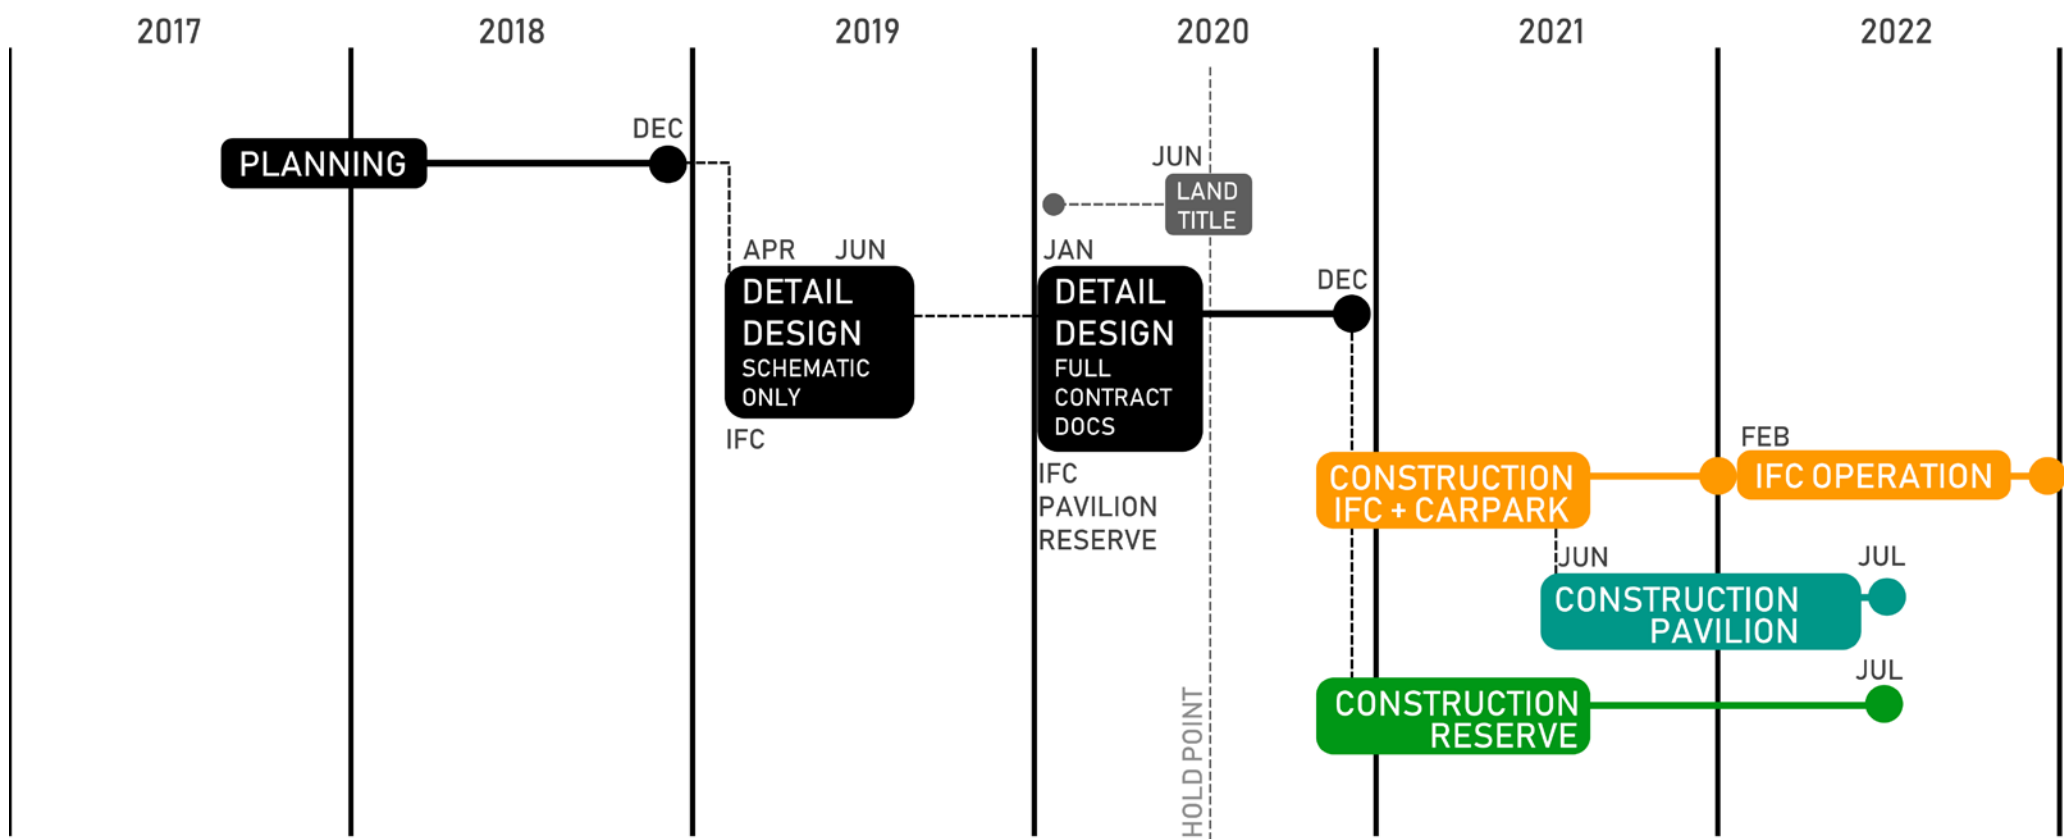 2017 2018 2019 2020 2021 2022
DEC
PLANNING
JUN
LAND
TITLE
APR JUN
DETAIL
DESIGN
SCHEMATIC
ONLY
IFC
JAN
DETAIL
DESIGN
FULL
CONTRACT
DOCS
IFC
PAVILION
RESERVE
DEC
HOLD POINT
CONSTRUCTION
IFC + CARPARK
FEB
IFC OPERATION
JUN
JUL
CONSTRUCTION
PAVILION
JUL
CONSTRUCTION
RESERVE